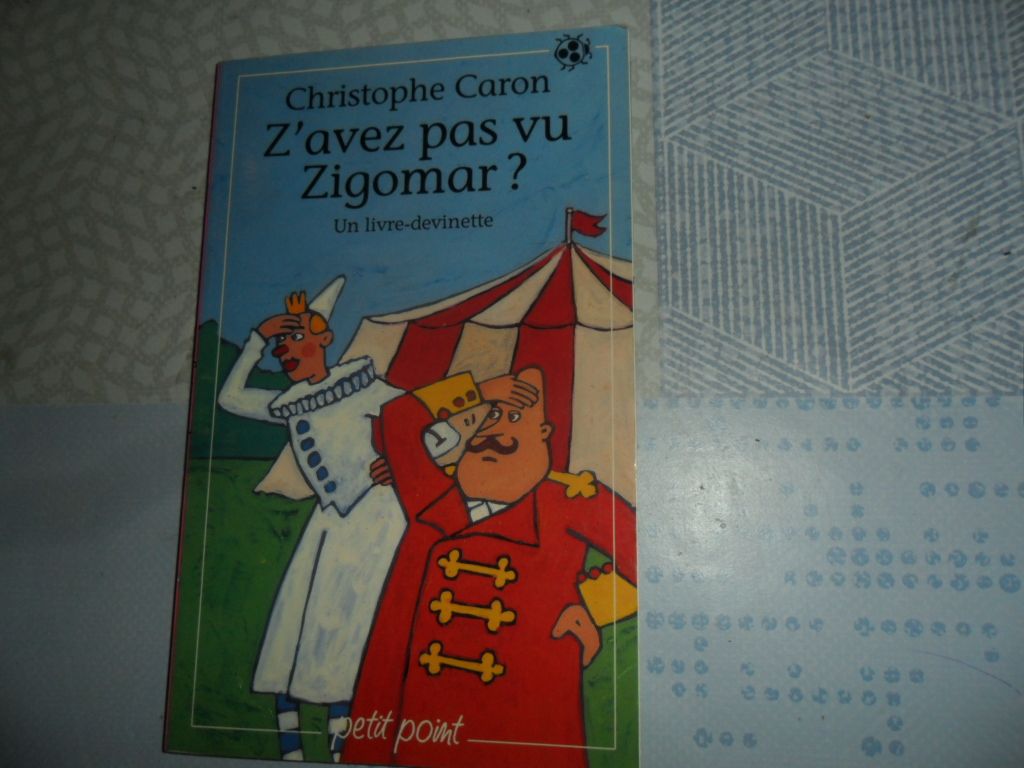 Christophe Caron
Z'avez pas vu
Zigomar ?
Un livre-devinette
petit point